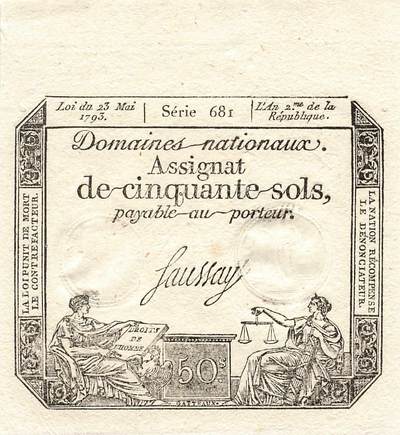 Loi du 23 Mai
1793.
Série 681
L'An 2.me de la
République.
Domaines nationaux.
Assignat
de cinquante sols,
payable au porteur.
LA LOI PUNIT DE MORT
LE CONTREFACTEUR.
LA NATION RÉCOMPENSE
LE DÉNONCIATEUR.
Saussay
DROITS
DE
L'HOMME
50s
GATTEAUX